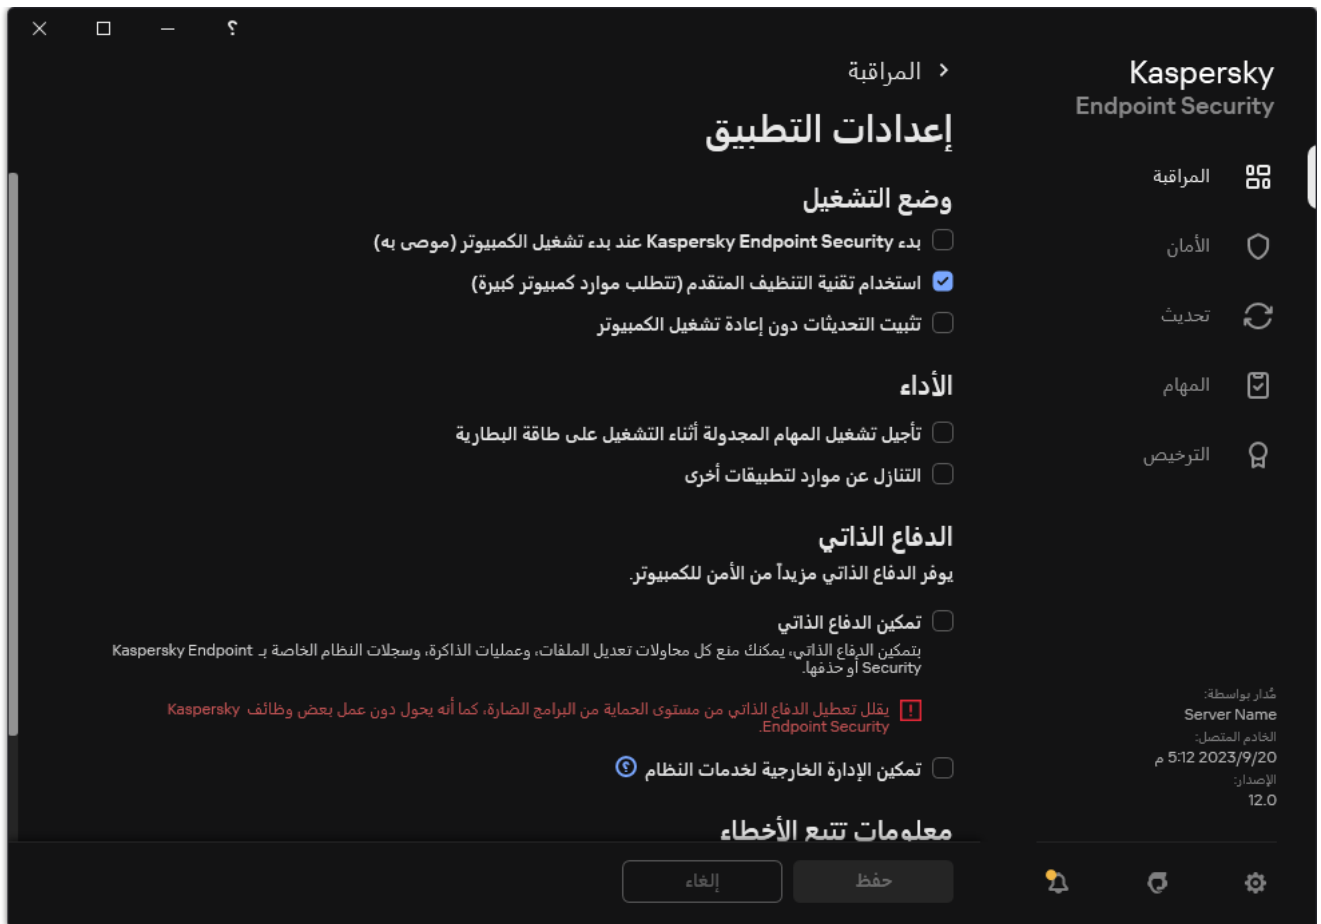 ؟
Kaspersky
Endpoint Security
المراقبة
الأمان
تحديث
المهام
الترخيص
مُدار بواسطة:
Server Name
الخادم المتصل:
2023/9/20 5:12 م
الإصدار:
12.0
المراقبة
إعدادات التطبيق
وضع التشغيل
بدء Kaspersky Endpoint Security عند بدء تشغيل الكمبيوتر (موصى به)
استخدام تقنية التنظيف المتقدم (تتطلب موارد كمبيوتر كبيرة)
تثبيت التحديثات دون إعادة تشغيل الكمبيوتر
الأداء
تأجيل تشغيل المهام المجدولة أثناء التشغيل على طاقة البطارية
التنازل عن موارد لتطبيقات أخرى
الدفاع الذاتي
يوفر الدفاع الذاتي مزيداً من الأمن للكمبيوتر.
تمكين الدفاع الذاتي
بتمكين الدفاع الذاتي، يمكنك منع كل محاولات تعديل الملفات، وعمليات الذاكرة، وسجلات النظام الخاصة بـ Kaspersky Endpoint
Security أو حذفها.
يقلل تعطيل الدفاع الذاتي من مستوى الحماية من البرامج الضارة، كما أنه يحول دون عمل بعض وظائف Kaspersky
Endpoint Security.
تمكين الإدارة الخارجية لخدمات النظام ؟
معلومات تتبع الأخطاء
حفظ
إلغاء